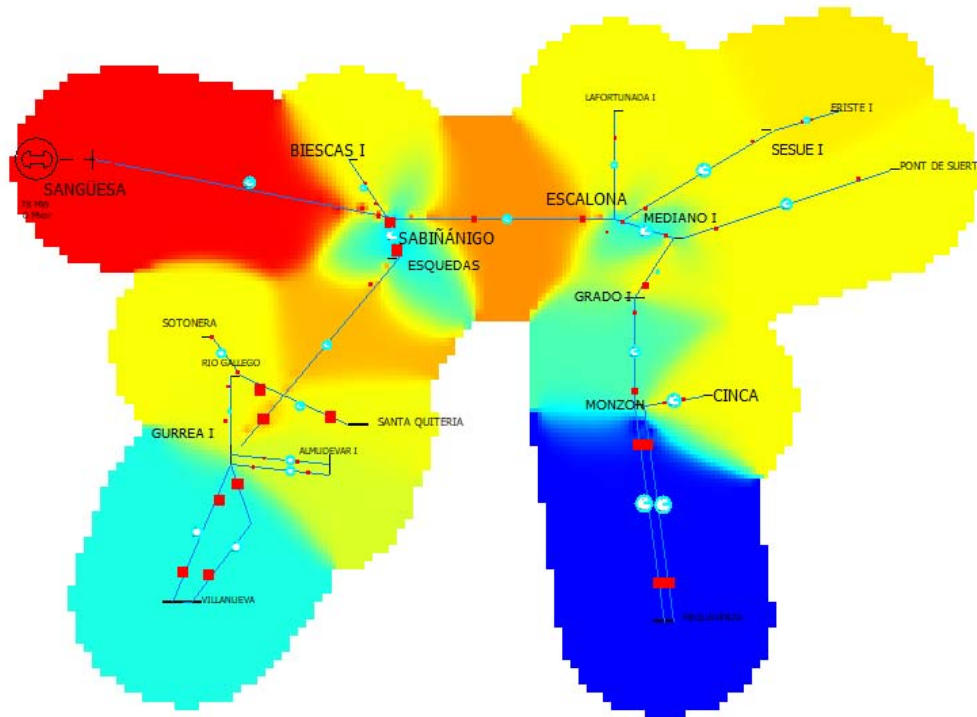 LAFORTUNADA I
ERISTE I
BIESCAS I
SESUE I
PONT DE SUERT
SANGÜESA
ESCALONA
MEDIANO I
SABIÑÁNIGO
ESQUEDAS
GRADO I
SOTONERA
RIO GALLEGO
CINCA
MONZON
SANTA QUITERIA
GURREA I
ALMUDEVAR I
VILLANUEVA